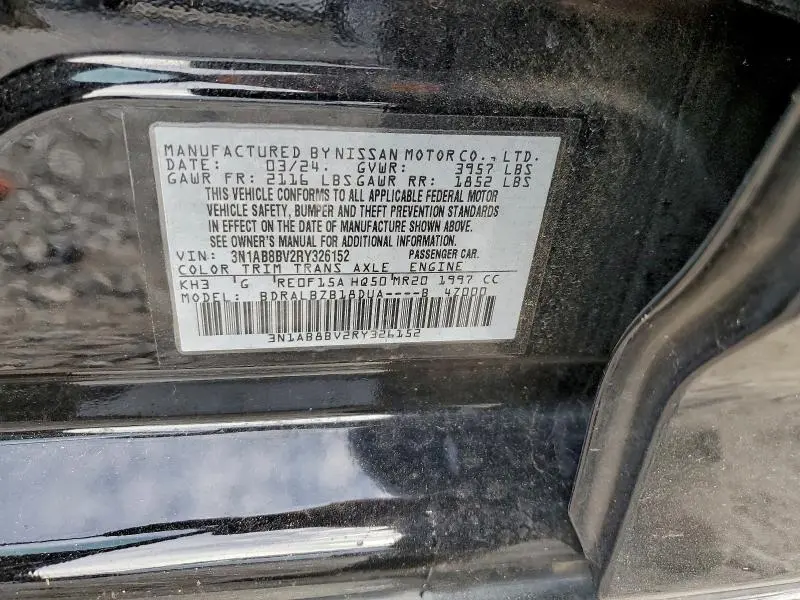 MANUFACTURED BY NISSAN MOTOR CO., LTD.
DATE: 03/24. GVWR: 3957 LBS
GAWR FR: 2116 LBS GAWR RR: 1852 LBS
THIS VEHICLE CONFORMS TO ALL APPLICABLE FEDERAL MOTOR
VEHICLE SAFETY, BUMPER AND THEFT PREVENTION STANDARDS
IN EFFECT ON THE DATE OF MANUFACTURE SHOWN ABOVE.
SEE OWNER'S MANUAL FOR ADDITIONAL INFORMATION.
VIN: 3N1AB8BV2RY326152 PASSENGER CAR.
COLOR TRIM TRANS AXLE ENGINE
KH3 G RE0F15A HQ50 MR20 1997 CC
MODEL: BDRALBZB18DUA----B 47000
3N1AB8BV2RY326152